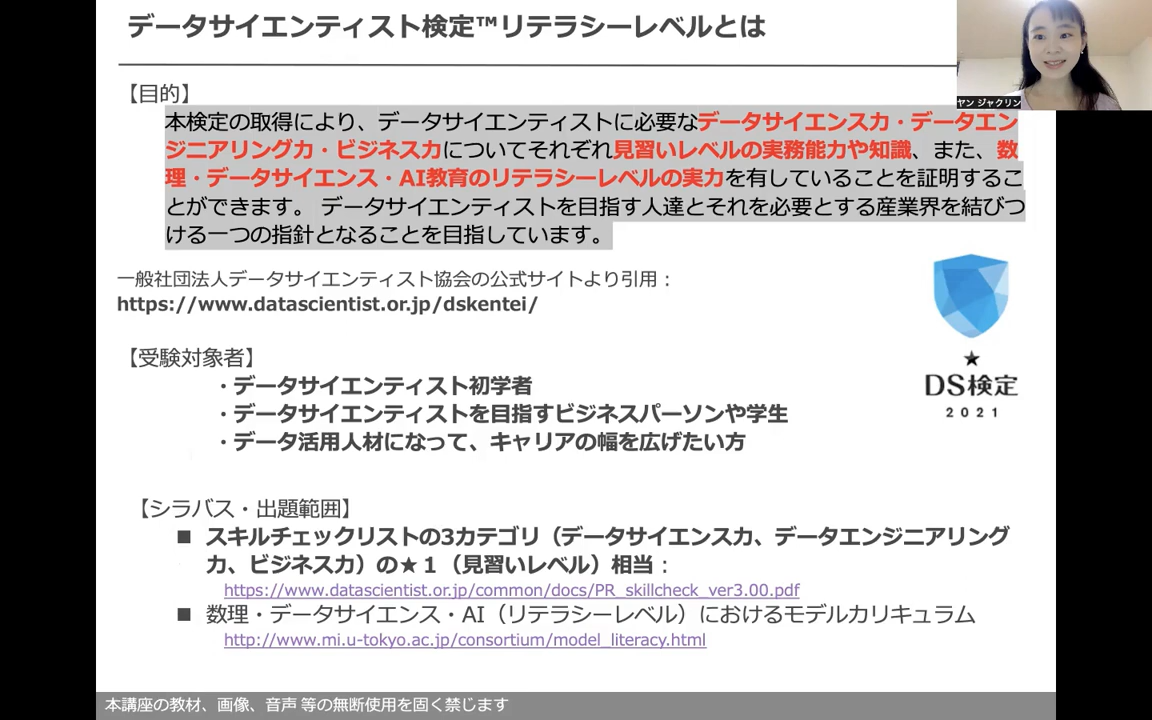 データサイエンティスト検定™リテラシーレベルとは
ヤン ジャクリン
【目的】
本検定の取得により、データサイエンティストに必要なデータサイエンス力・データエン
ジニアリング力・ビジネス力についてそれぞれ見習いレベルの実務能力や知識、また、数
理・データサイエンス・AI教育のリテラシーレベルの実力を有していることを証明するこ
とができます。 データサイエンティストを目指す人達とそれを必要とする産業界を結びつ
ける一つの指針となることを目指しています。
一般社団法人データサイエンティスト協会の公式サイトより引用：
https://www.datascientist.or.jp/dskentei/
【受験対象者】
・データサイエンティスト初学者
・データサイエンティストを目指すビジネスパーソンや学生
・データ活用人材になって、キャリアの幅を広げたい方
★
DS検定
2021
【シラバス・出題範囲】
■ スキルチェックリストの3カテゴリ（データサイエンス力、データエンジニアリング
力、ビジネス力）の★１（見習いレベル）相当：
https://www.datascientist.or.jp/common/docs/PR_skillcheck_ver3.00.pdf
■ 数理・データサイエンス・AI（リテラシーレベル）におけるモデルカリキュラム
http://www.mi.u-tokyo.ac.jp/consortium/model_literacy.html
本講座の教材、画像、音声 等の無断使用を固く禁じます